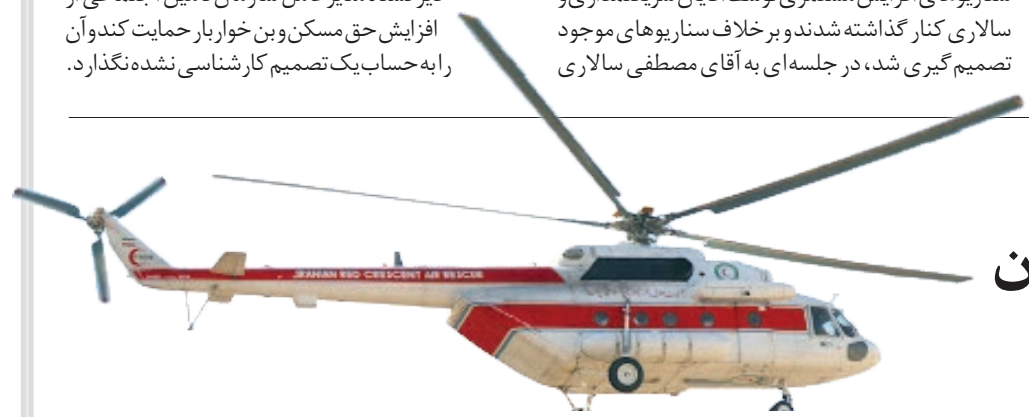 سالاری کنار گذاشته شدند و بر خلاف سناریوهای موجود
تصمیم گیری شد، در جلسه‌ای به آقای مصطفی سالاری
افزایش حق مسکن و بن خواربار حمایت کند و آن
را به حساب یک تصمیم کارشناسی نشده نگذارد.
ن
IRANIAN RED CRESCENT AIR RESCUE